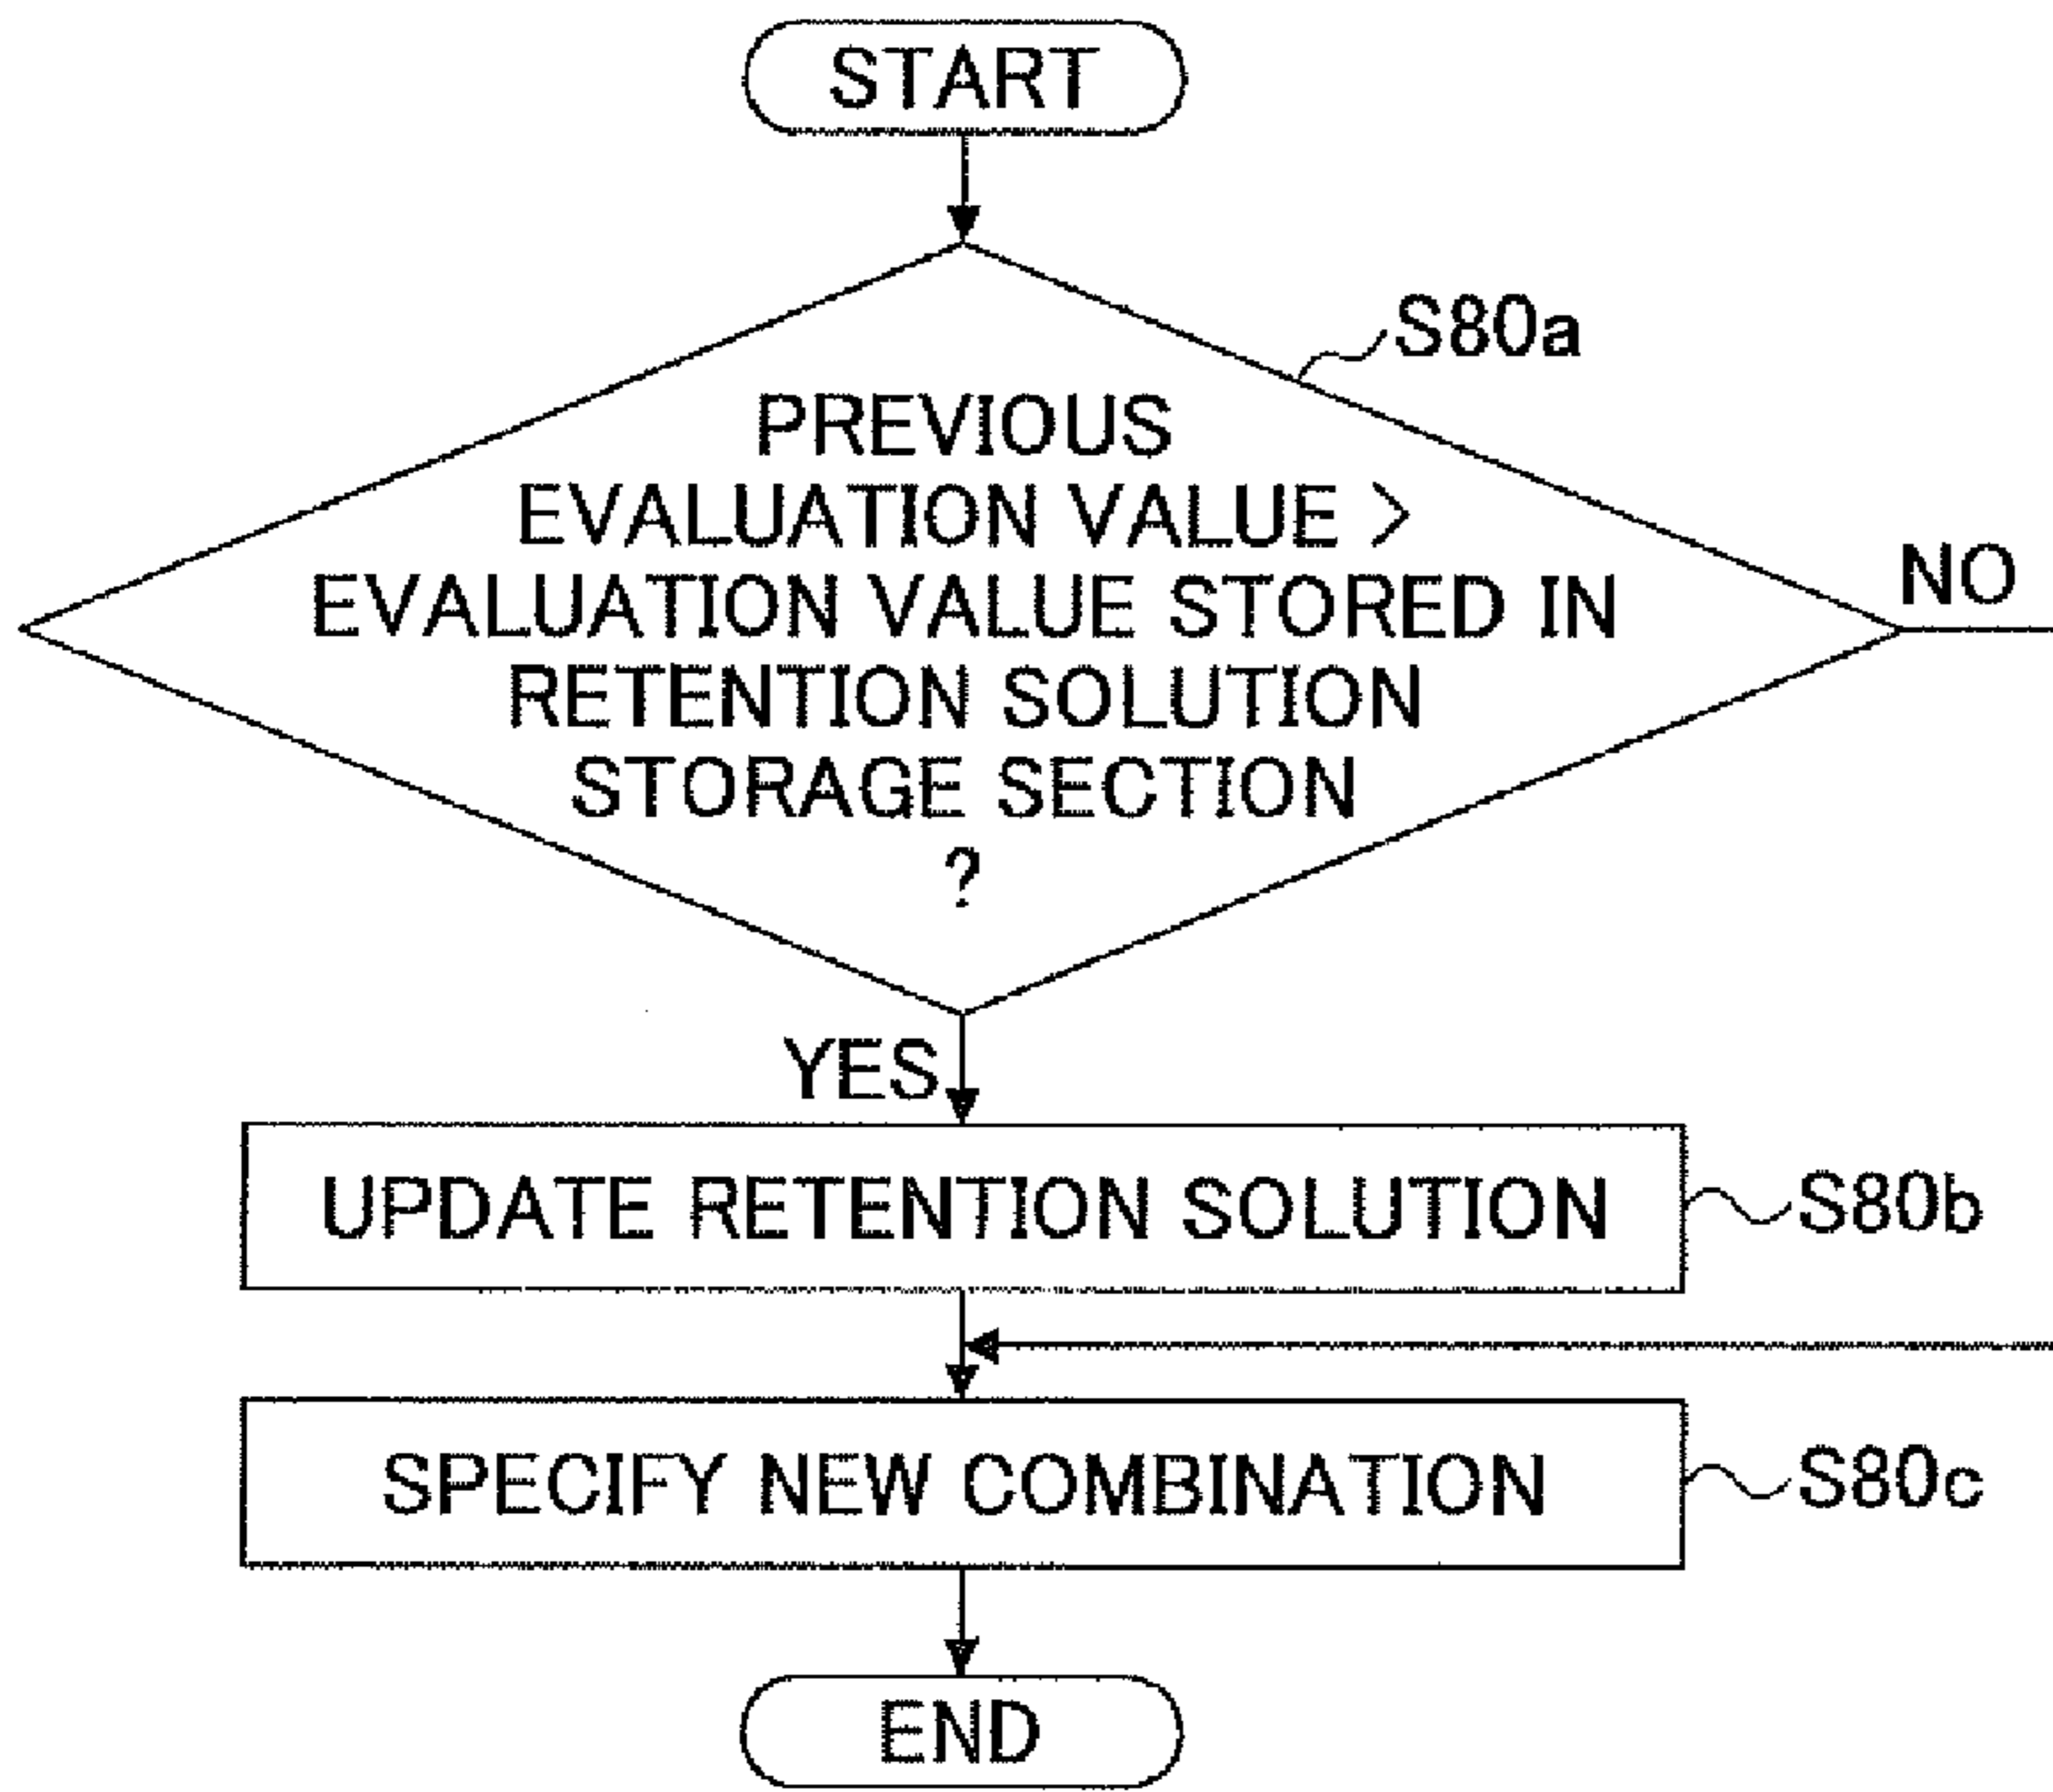 START
S80a
PREVIOUS
EVALUATION VALUE >
EVALUATION VALUE STORED IN
RETENTION SOLUTION
STORAGE SECTION
?
NO
YES
UPDATE RETENTION SOLUTION
S80b
SPECIFY NEW COMBINATION
S80c
END